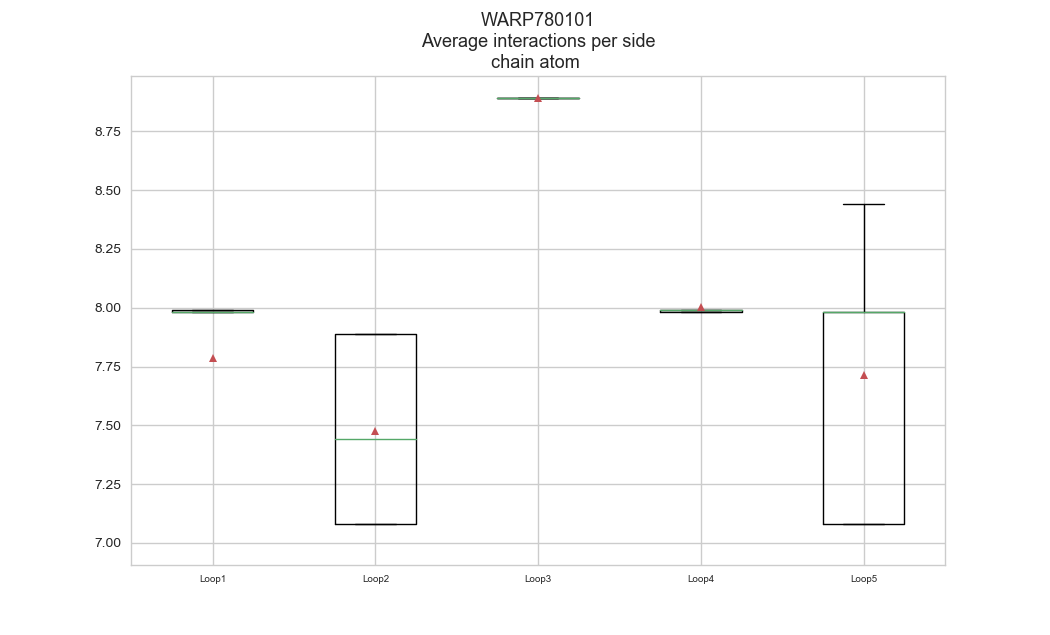 WARP780101
Average interactions per side
chain atom
8.75
8.50
8.25
8.00
7.75
7.50
7.25
7.00
Loop1
Loop2
Loop3
Loop4
Loop5